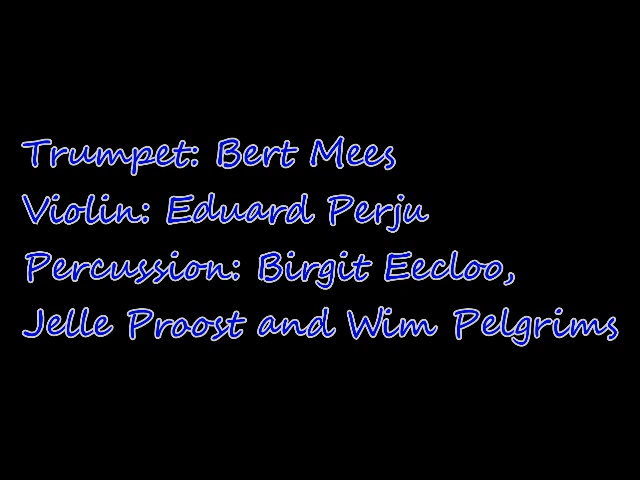 Trumpet: Bert Mees
Violin: Eduard Perju
Percussion: Birgit Eecloo,
Jelle Proost and Wim Pelgrims